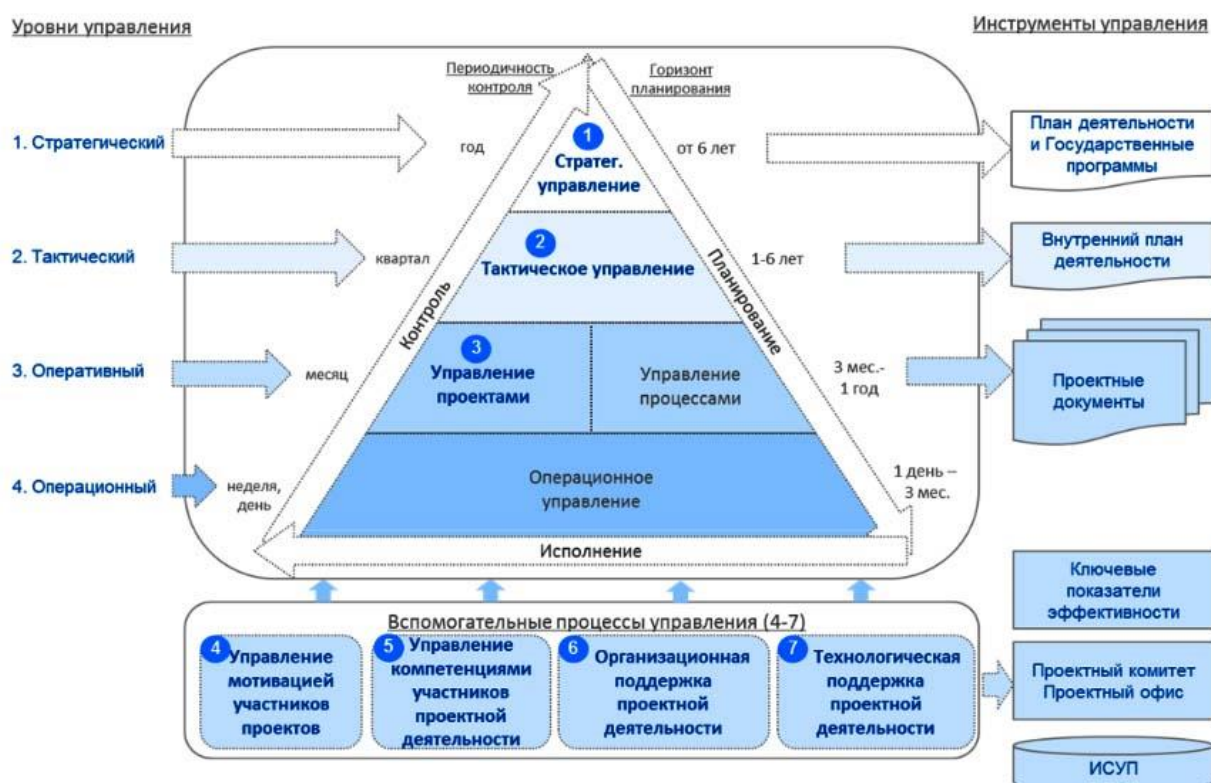 Уровни управления
Инструменты управления
Периодичность
контроля
Горизонт
планирования
1. Стратегический
год
1
Стратег.
управление
от 6 лет
План деятельности
и Государственные
программы
2. Тактический
квартал
2
Тактическое управление
1-6 лет
Внутренний план
деятельности
Контроль
Планирование
3. Оперативный
месяц
3
Управление
проектами
Управление
процессами
3 мес.-
1 год
Проектные
документы
4. Операционный
неделя,
день
Операционное
управление
1 день –
3 мес.
Исполнение
Вспомогательные процессы управления (4-7)
4
Управление
мотивацией
участников
проектов
5
Управление
компетенциями
участников
проектной
деятельности
6
Организационная
поддержка
проектной
деятельности
7
Технологическая
поддержка
проектной
деятельности
Ключевые
показатели
эффективности
Проектный комитет
Проектный офис
ИСУП